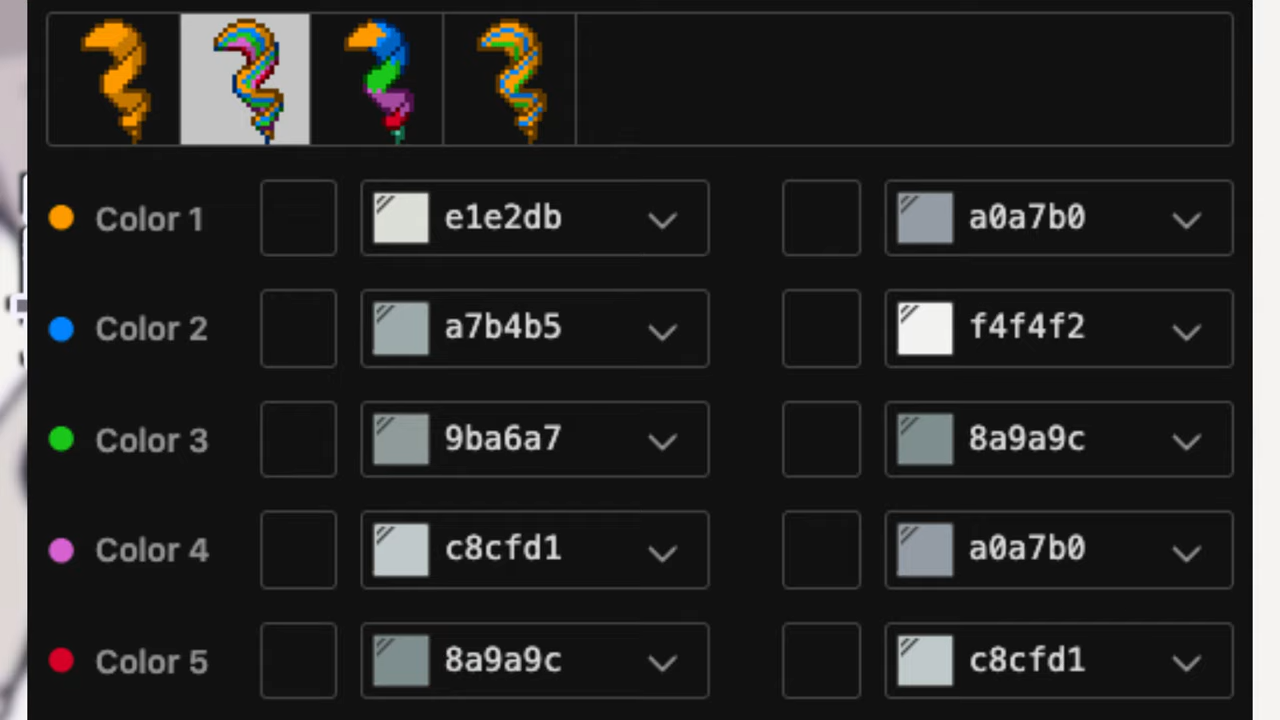 Color 1 e1e2db a0a7b0
Color 2 a7b4b5 f4f4f2
Color 3 9ba6a7 8a9a9c
Color 4 c8cfd1 a0a7b0
Color 5 8a9a9c c8cfd1